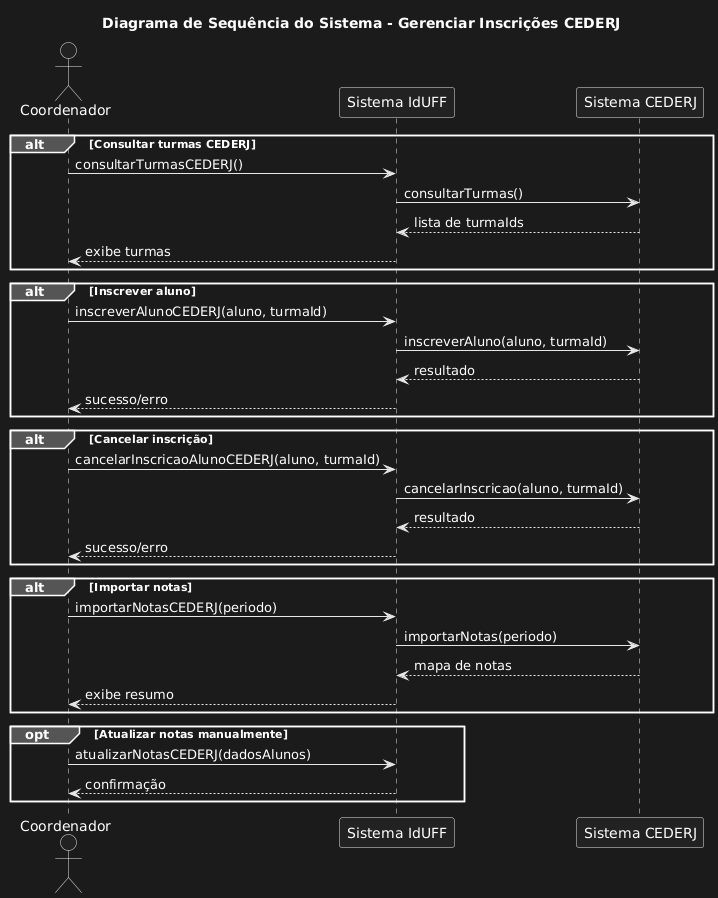 Diagrama de Sequência do Sistema - Gerenciar Inscrições CEDERJ
Coordenador
Sistema IdUFF
Sistema CEDERJ
alt [Consultar turmas CEDERJ]
consultarTurmasCEDERJ()
consultarTurmas()
lista de turmaIds
exibe turmas
alt [Inscrever aluno]
inscreverAlunoCEDERJ(aluno, turmaId)
inscreverAluno(aluno, turmaId)
resultado
sucesso/erro
alt [Cancelar inscrição]
cancelarInscricaoAlunoCEDERJ(aluno, turmaId)
cancelarInscricao(aluno, turmaId)
resultado
sucesso/erro
alt [Importar notas]
importarNotasCEDERJ(periodo)
importarNotas(periodo)
mapa de notas
exibe resumo
opt [Atualizar notas manualmente]
atualizarNotasCEDERJ(dadosAlunos)
confirmação
Coordenador
Sistema IdUFF
Sistema CEDERJ